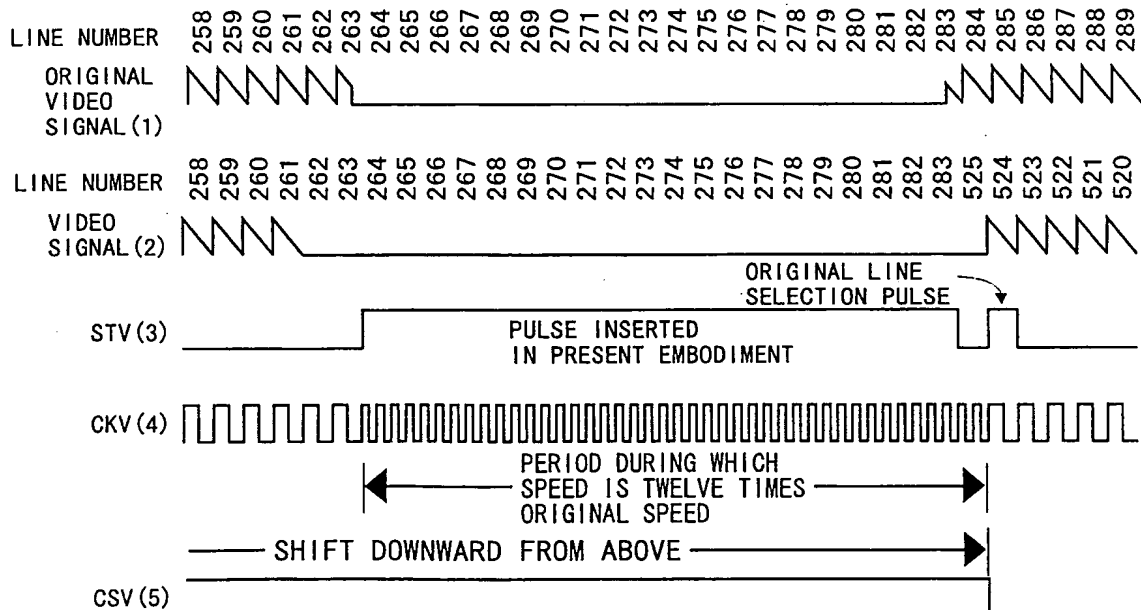 LINE NUMBER 258 259 260 261 262 263 264 265 266 267 268 269 270 271 272 273 274 275 276 277 278 279 280 281 282 283 284 285 286 287 288 289
ORIGINAL
VIDEO
SIGNAL(1)
LINE NUMBER 258 259 260 261 262 263 264 265 266 267 268 269 270 271 272 273 274 275 276 277 278 279 280 281 282 283 525 524 523 522 521 520
VIDEO
SIGNAL(2)
ORIGINAL LINE
SELECTION PULSE
STV(3)
PULSE INSERTED
IN PRESENT EMBODIMENT
CKV(4)
PERIOD DURING WHICH
SPEED IS TWELVE TIMES
ORIGINAL SPEED
SHIFT DOWNWARD FROM ABOVE
CSV(5)